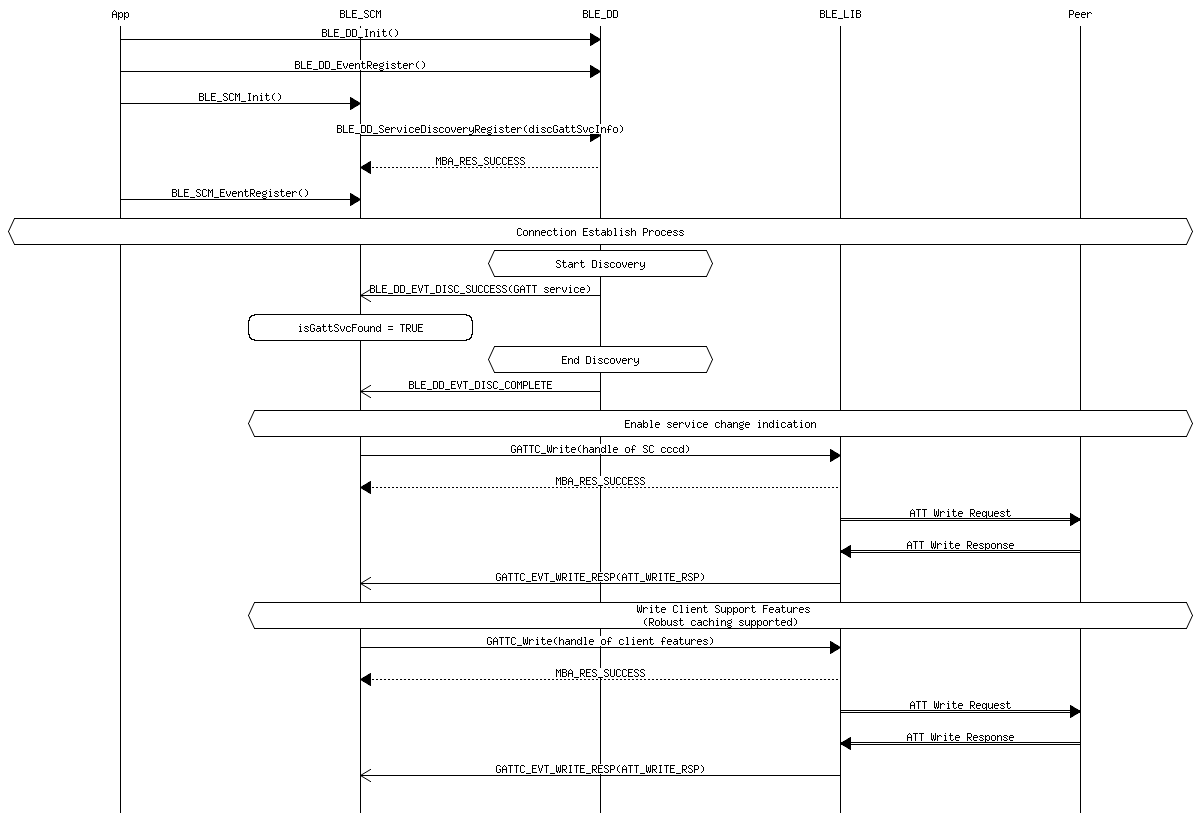 App BLE_SCM BLE_DD BLE_LIB Peer
BLE_DD_Init()
BLE_DD_EventRegister()
BLE_SCM_Init()
BLE_DD_ServiceDiscoveryRegister(discGattSvcInfo)
MBA_RES_SUCCESS
BLE_SCM_EventRegister()
Connection Establish Process
Start Discovery
BLE_DD_EVT_DISC_SUCCESS(GATT service)
isGattSvcFound = TRUE
End Discovery
BLE_DD_EVT_DISC_COMPLETE
Enable service change indication
GATTC_Write(handle of SC cccd)
MBA_RES_SUCCESS
ATT Write Request
ATT Write Response
GATTC_EVT_WRITE_RESP(ATT_WRITE_RSP)
Write Client Support Features
(Robust caching supported)
GATTC_Write(handle of client features)
MBA_RES_SUCCESS
ATT Write Request
ATT Write Response
GATTC_EVT_WRITE_RESP(ATT_WRITE_RSP)